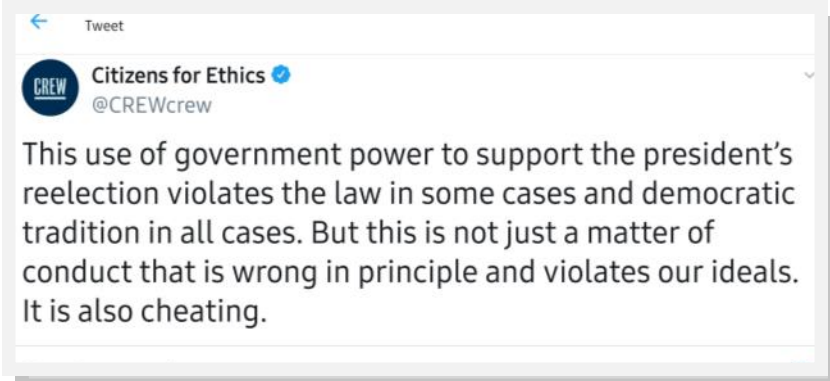 Tweet
CREW
Citizens for Ethics
@CREWcrew
This use of government power to support the president's
reelection violates the law in some cases and democratic
tradition in all cases. But this is not just a matter of
conduct that is wrong in principle and violates our ideals.
It is also cheating.